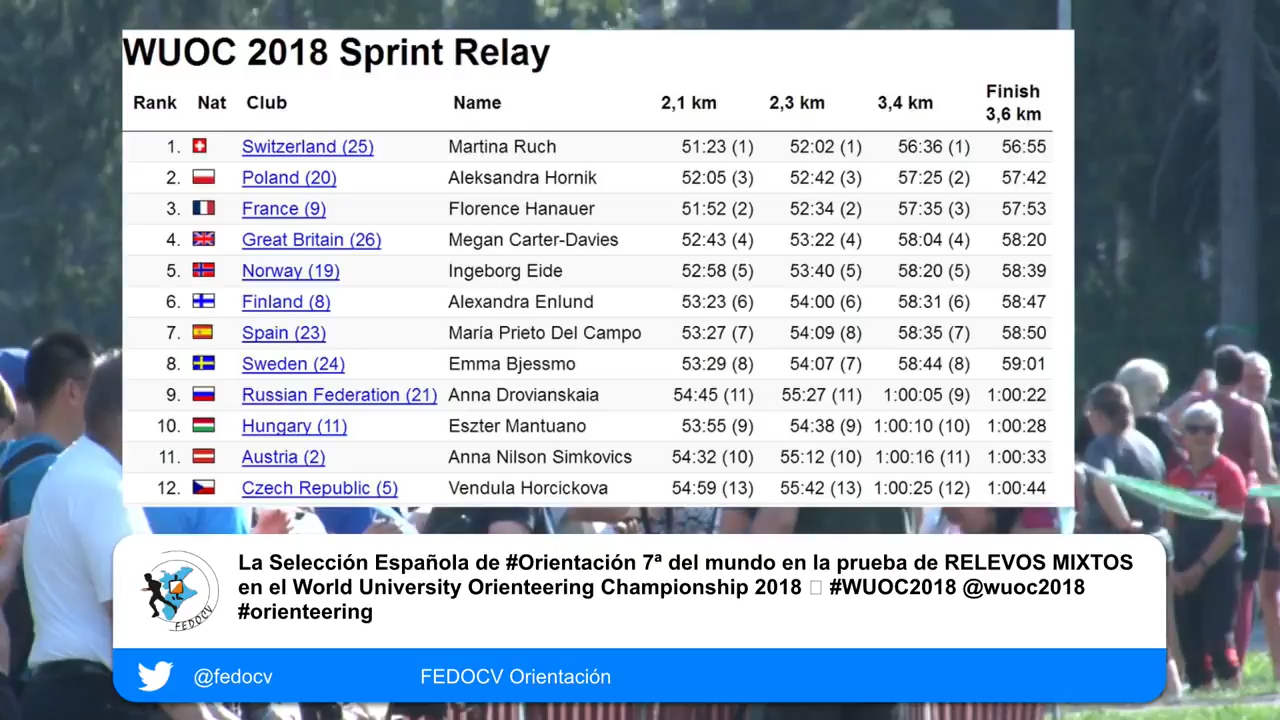 WUOC 2018 Sprint Relay
Rank Nat Club Name 2,1 km 2,3 km 3,4 km Finish 3,6 km
1. Switzerland (25) Martina Ruch 51:23 (1) 52:02 (1) 56:36 (1) 56:55
2. Poland (20) Aleksandra Hornik 52:05 (3) 52:42 (3) 57:25 (2) 57:42
3. France (9) Florence Hanauer 51:52 (2) 52:34 (2) 57:35 (3) 57:53
4. Great Britain (26) Megan Carter-Davies 52:43 (4) 53:22 (4) 58:04 (4) 58:20
5. Norway (19) Ingeborg Eide 52:58 (5) 53:40 (5) 58:20 (5) 58:39
6. Finland (8) Alexandra Enlund 53:23 (6) 54:00 (6) 58:31 (6) 58:47
7. Spain (23) María Prieto Del Campo 53:27 (7) 54:09 (8) 58:35 (7) 58:50
8. Sweden (24) Emma Bjessmo 53:29 (8) 54:07 (7) 58:44 (8) 59:01
9. Russian Federation (21) Anna Drovianskaia 54:45 (11) 55:27 (11) 1:00:05 (9) 1:00:22
10. Hungary (11) Eszter Mantuano 53:55 (9) 54:38 (9) 1:00:10 (10) 1:00:28
11. Austria (2) Anna Nilson Simkovics 54:32 (10) 55:12 (10) 1:00:16 (11) 1:00:33
12. Czech Republic (5) Vendula Horcickova 54:59 (13) 55:42 (13) 1:00:25 (12) 1:00:44
La Selección Española de #Orientación 7ª del mundo en la prueba de RELEVOS MIXTOS
en el World University Orienteering Championship 2018 #WUOC2018 @wuoc2018
#orienteering
FEDOCV
@fedocv FEDOCV Orientación